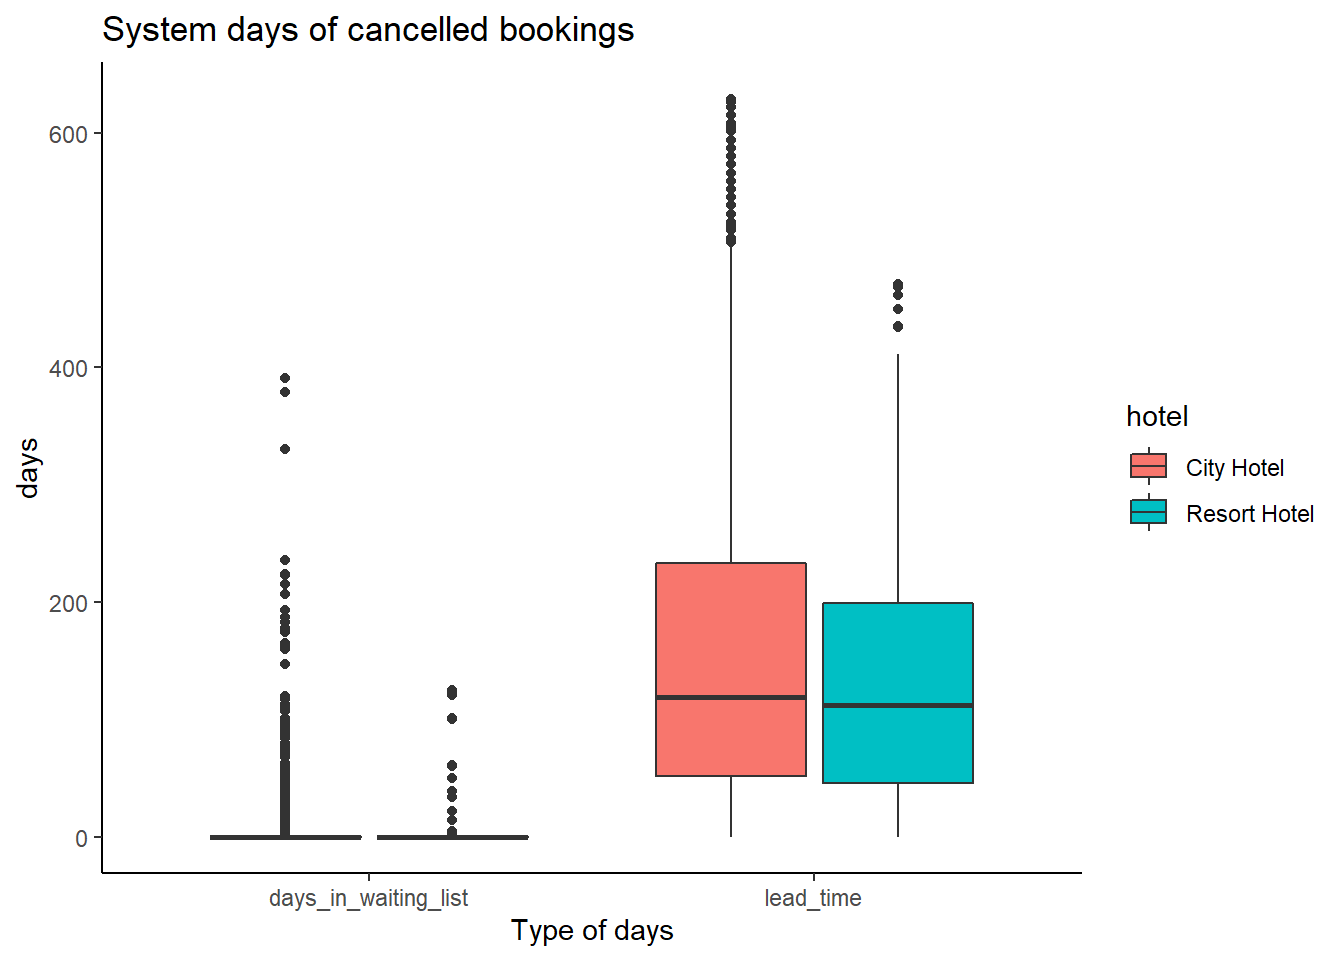 System days of cancelled bookings
600
400
200
0
days
days_in_waiting_list
lead_time
Type of days
hotel
City Hotel
Resort Hotel